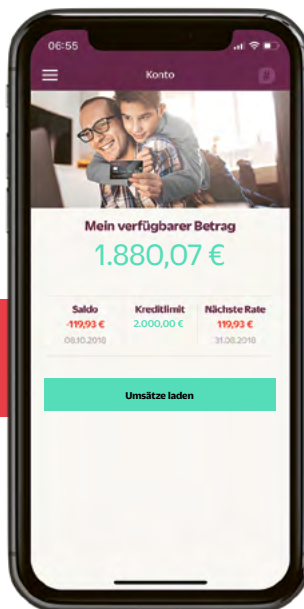 06:55
Konto
Mein verfügbarer Betrag
1.880,07 €
Saldo Kreditlimit Nächste Rate
-119,93 € 2.000,00 € 119,93 €
08.10.2018 31.08.2018
Umsätze laden